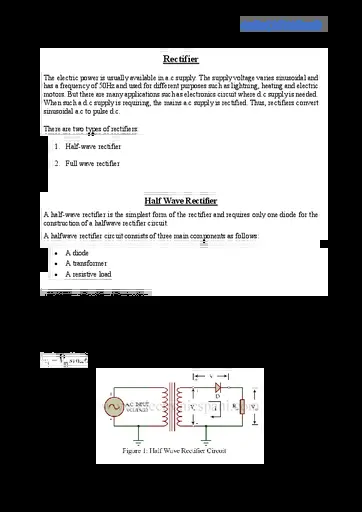 Rectifier
The electric power is usually available in a.c supply. The supply voltage varies sinusoidal and
has a frequency of 50Hz and used for different purposes such as lightning, heating and electric
motors. But there are many applications such as electronics circuit where d.c supply is needed.
When such a d.c supply is requiring, the mains a.c supply is rectified. Thus, rectifiers convert
sinusoidal a.c to pulse d.c.
There are two types of rectifiers:
1. Half-wave rectifier
2. Full wave rectifier
Half Wave Rectifier
A half-wave rectifier is the simplest form of the rectifier and requires only one diode for the
construction of a halfwave rectifier circuit.
A halfwave rectifier circuit consists of three main components as follows:
• A diode
• A transformer
• A resistive load
A.C INPUT
VOLTAGE
D
R
Figure 1: Half Wave Rectifier Circuit